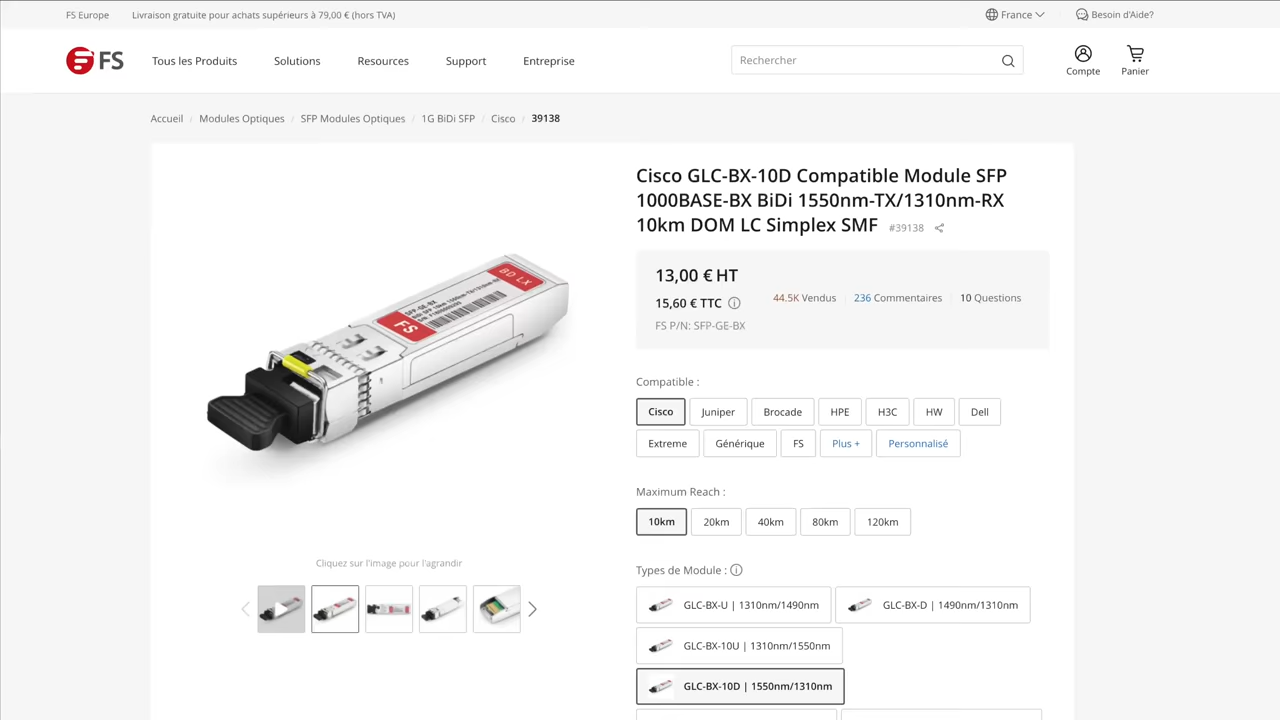 FS Europe
Livraison gratuite pour achats supérieurs à 79,00 € (hors TVA)
France
Besoin d'Aide?
FS
Tous les Produits
Solutions
Resources
Support
Entreprise
Rechercher
Compte
Panier
Accueil / Modules Optiques / SFP Modules Optiques / 1G BiDi SFP / Cisco / 39138
Cisco GLC-BX-10D Compatible Module SFP
1000BASE-BX BiDi 1550nm-TX/1310nm-RX
10km DOM LC Simplex SMF #39138
13,00 € HT
15,60 € TTC
44.5K Vendus
236 Commentaires
10 Questions
FS P/N: SFP-GE-BX
BD LX
SFP-GE-BX
FS
Compatible :
Cisco
Juniper
Brocade
HPE
H3C
HW
Dell
Extreme
Générique
FS
Plus +
Personnalisé
Maximum Reach :
10km
20km
40km
80km
120km
Cliquez sur l'image pour l'agrandir
Types de Module :
GLC-BX-U | 1310nm/1490nm
GLC-BX-D | 1490nm/1310nm
GLC-BX-10U | 1310nm/1550nm
GLC-BX-10D | 1550nm/1310nm